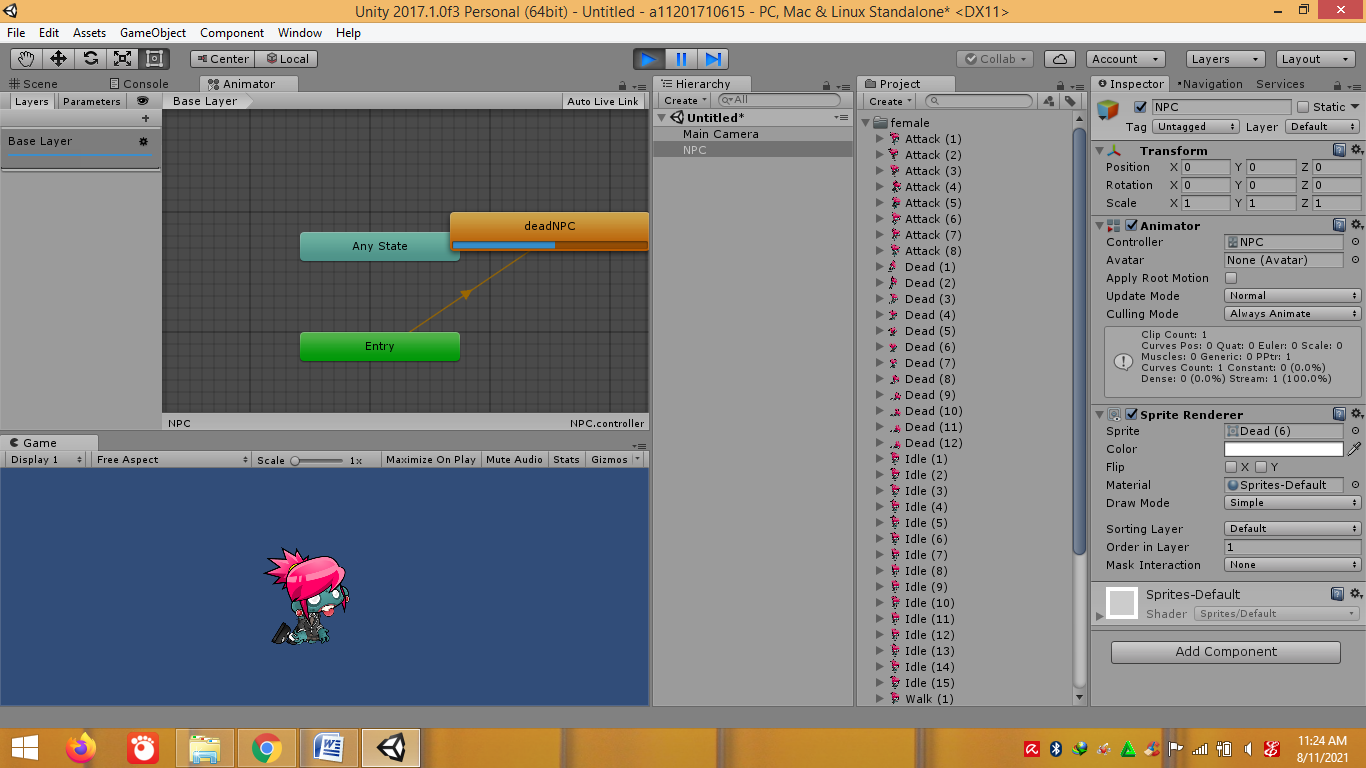 Unity 2017.1.0f3 Personal (64bit) - Untitled - a11201710615 - PC, Mac & Linux Standalone* <DX11>
File Edit Assets GameObject Component Window Help
Center Local Collab Account Layers Layout
Scene Console Animator
Layers Parameters Base Layer Auto Live Link
Base Layer
Any State
deadNPC
Entry
NPC NPC.controller
Game
Display 1 Free Aspect Scale 1x Maximize On Play Mute Audio Stats Gizmos
Hierarchy
Create All
Untitled*
Main Camera
NPC
Project
Create
female
Attack (1)
Attack (2)
Attack (3)
Attack (4)
Attack (5)
Attack (6)
Attack (7)
Attack (8)
Dead (1)
Dead (2)
Dead (3)
Dead (4)
Dead (5)
Dead (6)
Dead (7)
Dead (8)
Dead (9)
Dead (10)
Dead (11)
Dead (12)
Idle (1)
Idle (2)
Idle (3)
Idle (4)
Idle (5)
Idle (6)
Idle (7)
Idle (8)
Idle (9)
Idle (10)
Idle (11)
Idle (12)
Idle (13)
Idle (14)
Idle (15)
Walk (1)
Inspector Navigation Services
NPC Static
Tag Untagged Layer Default
Transform
Position X 0 Y 0 Z 0
Rotation X 0 Y 0 Z 0
Scale X 1 Y 1 Z 1
Animator
Controller NPC
Avatar None (Avatar)
Apply Root Motion
Update Mode Normal
Culling Mode Always Animate
Clip Count: 1
Curves Pos: 0 Quat: 0 Euler: 0 Scale: 0
Muscles: 0 Generic: 0 PPtr: 1
Curves Count: 1 Constant: 0 (0.0%)
Dense: 0 (0.0%) Stream: 1 (100.0%)
Sprite Renderer
Sprite Dead (6)
Color
Flip X Y
Material Sprites-Default
Draw Mode Simple
Sorting Layer Default
Order in Layer 1
Mask Interaction None
Sprites-Default
Shader Sprites/Default
Add Component
11:24 AM
8/11/2021